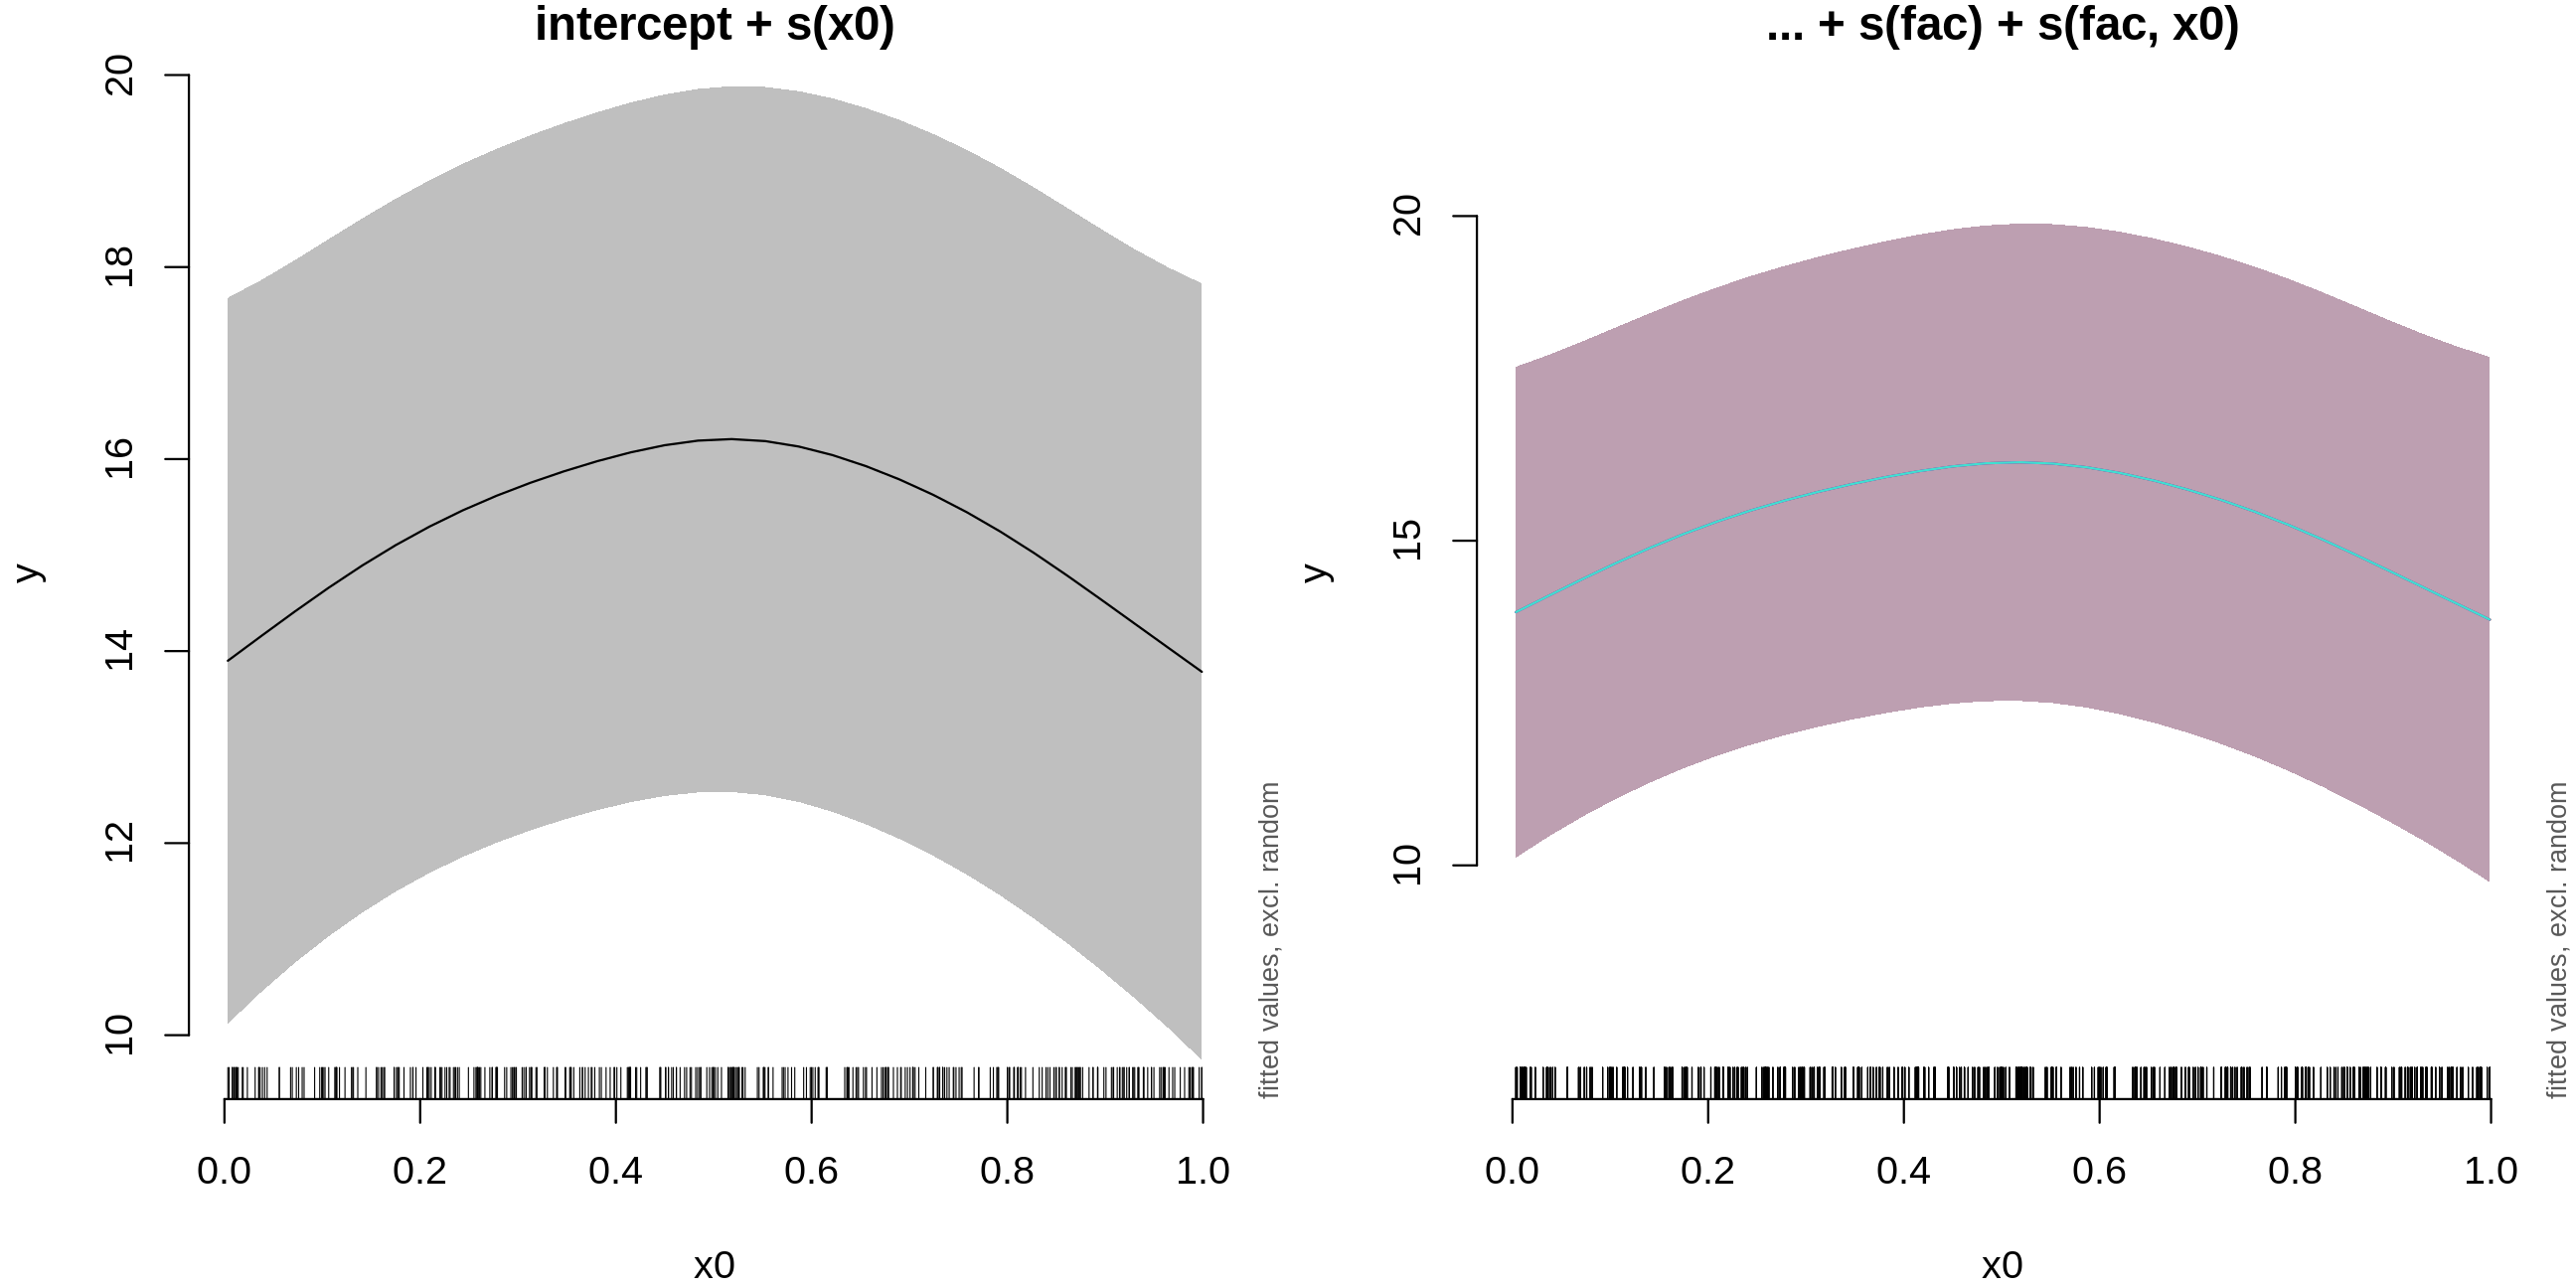 intercept + s(x0)
20
18
16
14
12
10
y
0.0 0.2 0.4 0.6 0.8 1.0
x0
fitted values, excl. random
... + s(fac) + s(fac, x0)
20
15
10
y
0.0 0.2 0.4 0.6 0.8 1.0
x0
fitted values, excl. random